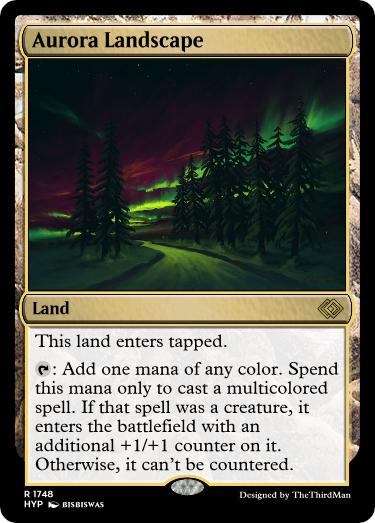 Aurora Landscape
Land
This land enters tapped.
: Add one mana of any color. Spend
this mana only to cast a multicolored
spell. If that spell was a creature, it
enters the battlefield with an
additional +1/+1 counter on it.
Otherwise, it can't be countered.
R 1748
HYP BISBISWAS
Designed by TheThirdMan